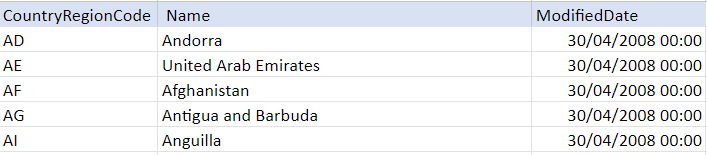 CountryRegionCode Name ModifiedDate
AD Andorra 30/04/2008 00:00
AE United Arab Emirates 30/04/2008 00:00
AF Afghanistan 30/04/2008 00:00
AG Antigua and Barbuda 30/04/2008 00:00
AI Anguilla 30/04/2008 00:00